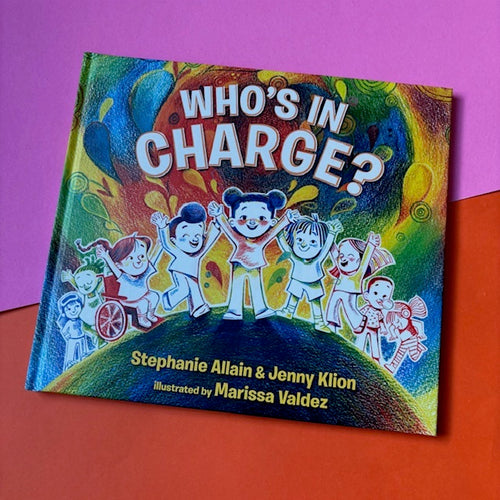 WHO'S IN
CHARGE?
Stephanie Allain & Jenny Klion
illustrated by Marissa Valdez